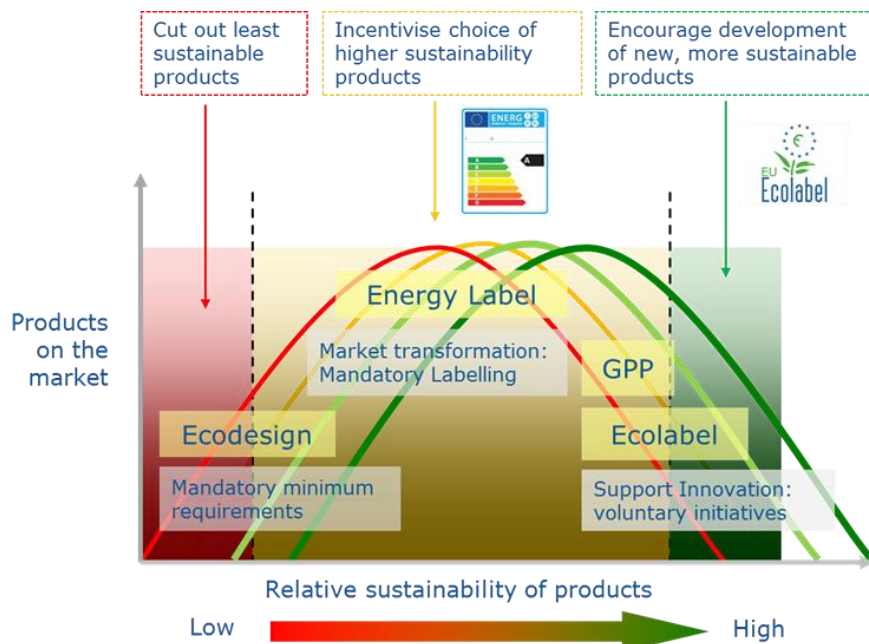 Cut out least
sustainable
products
Incentivise choice of
higher sustainability
products
Encourage development
of new, more sustainable
products
ENERG
A
A
EU
Ecolabel
Products
on the
market
Energy Label
Market transformation:
Mandatory Labelling
GPP
Ecodesign
Ecolabel
Mandatory minimum
requirements
Support Innovation:
voluntary initiatives
Relative sustainability of products
Low
High